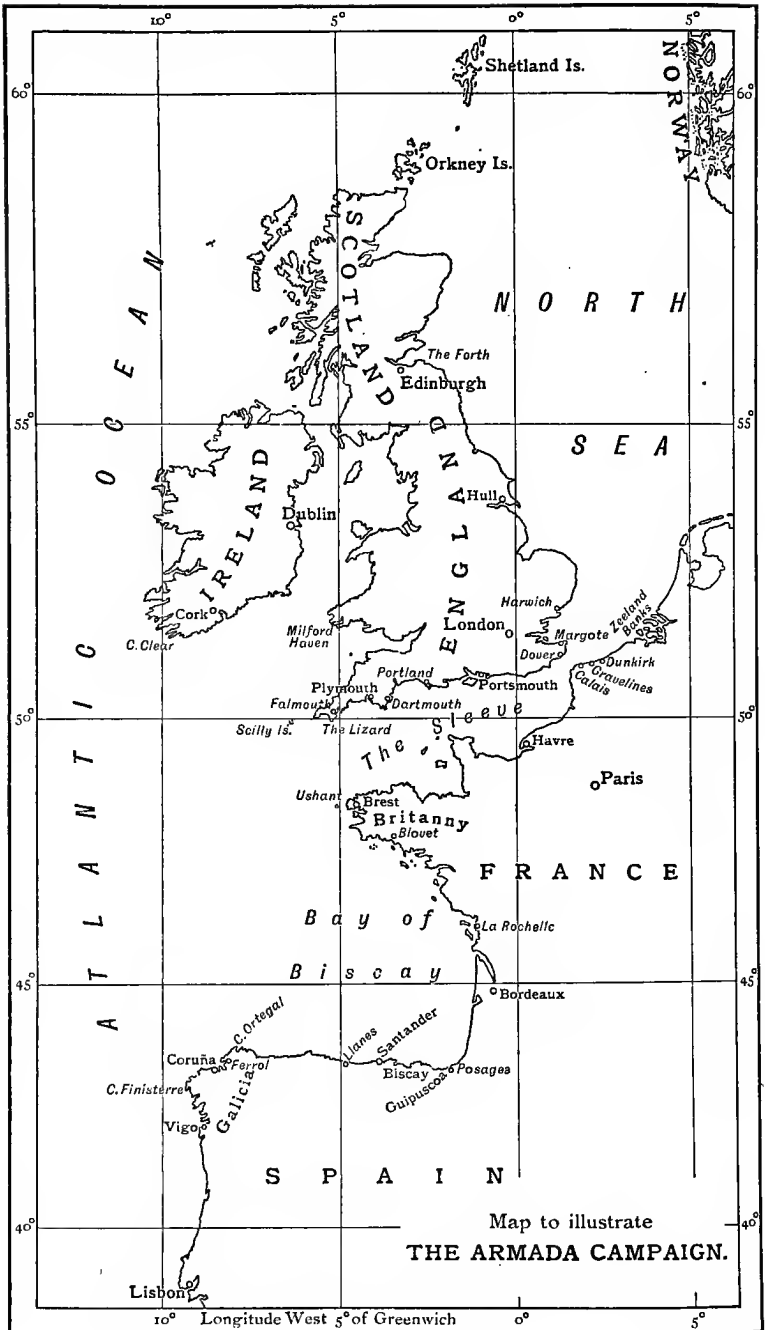 10°
5°
0°
5°
Shetland Is.
NORWAY
60°
60°
Orkney Is.
SCOTLAND
ATLANTIC OCEAN
NORTH SEA
The Forth
Edinburgh
55°
55°
ENGLAND
IRELAND
Hull
Dublin
Harwich
Zeeland
Banks
London
Cork
Milford
Haven
Margate
C. Clear
Dover
Dunkirk
Portland
Gravelines
Plymouth
Portsmouth
Calais
Falmouth
Dartmouth
50°
50°
Scilly Is.
The Lizard
The Sleeve
Havre
Paris
Ushant
Brest
Britanny
Blovet
FRANCE
Bay of
Biscay
La Rochelle
45°
45°
Bordeaux
C. Ortegal
Llanes
Santander
Coruña
Ferrol
Biscay
Posages
C. Finisterre
Galicia
Guipuscoa
Vigo
SPAIN
40°
40°
Map to illustrate
THE ARMADA CAMPAIGN.
Lisbon
10°
Longitude West 5° of Greenwich
0°
5°